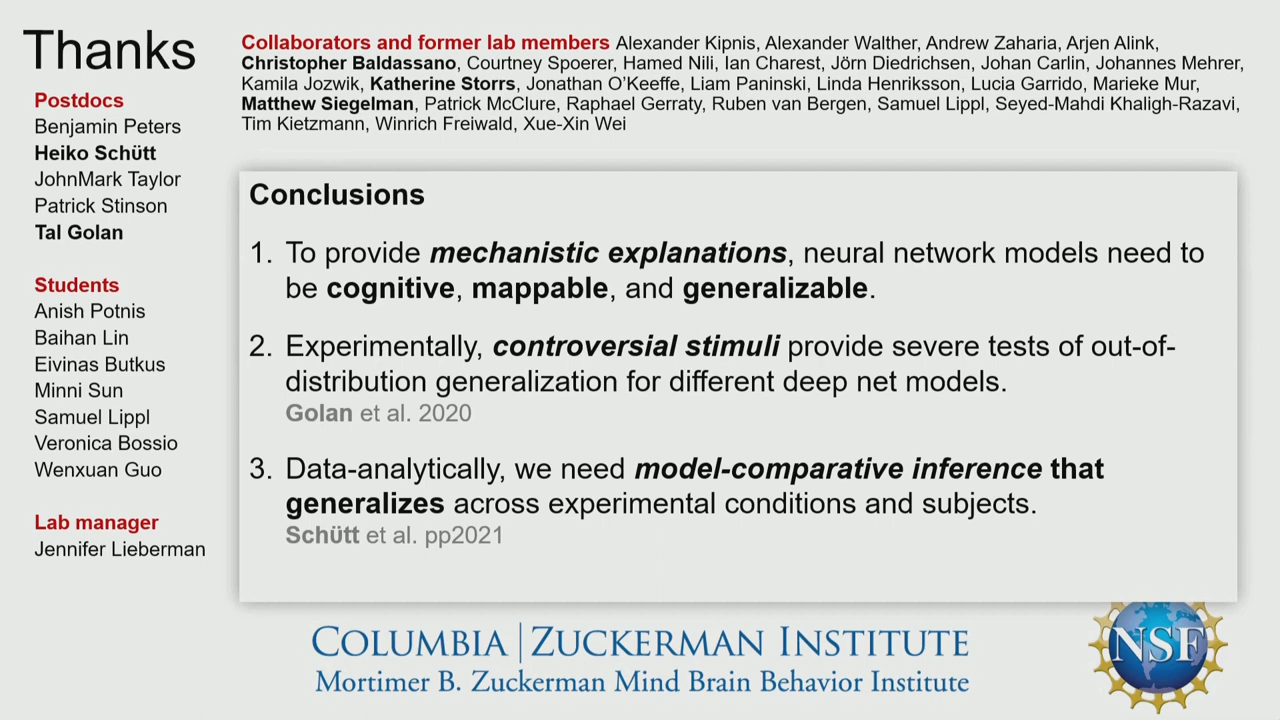 Thanks
Postdocs
Benjamin Peters
Heiko Schütt
JohnMark Taylor
Patrick Stinson
Tal Golan
Students
Anish Potnis
Baihan Lin
Eivinas Butkus
Minni Sun
Samuel Lippl
Veronica Bossio
Wenxuan Guo
Lab manager
Jennifer Lieberman
Collaborators and former lab members Alexander Kipnis, Alexander Walther, Andrew Zaharia, Arjen Alink,
Christopher Baldassano, Courtney Spoerer, Hamed Nili, Ian Charest, Jörn Diedrichsen, Johan Carlin, Johannes Mehrer,
Kamila Jozwik, Katherine Storrs, Jonathan O'Keeffe, Liam Paninski, Linda Henriksson, Lucia Garrido, Marieke Mur,
Matthew Siegelman, Patrick McClure, Raphael Gerraty, Ruben van Bergen, Samuel Lippl, Seyed-Mahdi Khaligh-Razavi,
Tim Kietzmann, Winrich Freiwald, Xue-Xin Wei
Conclusions
1. To provide mechanistic explanations, neural network models need to
be cognitive, mappable, and generalizable.
2. Experimentally, controversial stimuli provide severe tests of out-of-
distribution generalization for different deep net models.
Golan et al. 2020
3. Data-analytically, we need model-comparative inference that
generalizes across experimental conditions and subjects.
Schütt et al. pp2021
COLUMBIA | ZUCKERMAN INSTITUTE
MORTIMER B. ZUCKERMAN MIND BRAIN BEHAVIOR INSTITUTE
NSF